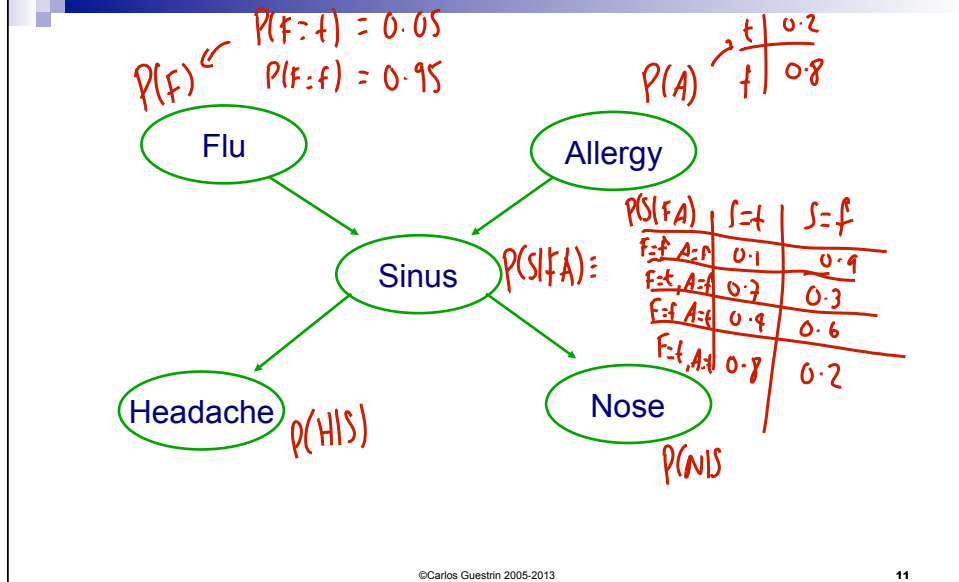 P(F=t) = 0.05
P(F=f) = 0.95
P(F)
P(A)
t 0.2
f 0.8
Flu
Allergy
P(S|FA) S=t S=f
F=f A=f 0.1 0.9
F=t, A=f 0.7 0.3
F=f A=t 0.4 0.6
F=t, A=t 0.8 0.2
Sinus
P(S|FA) =
Headache
P(H|S)
Nose
P(N|S
©Carlos Guestrin 2005-2013
11